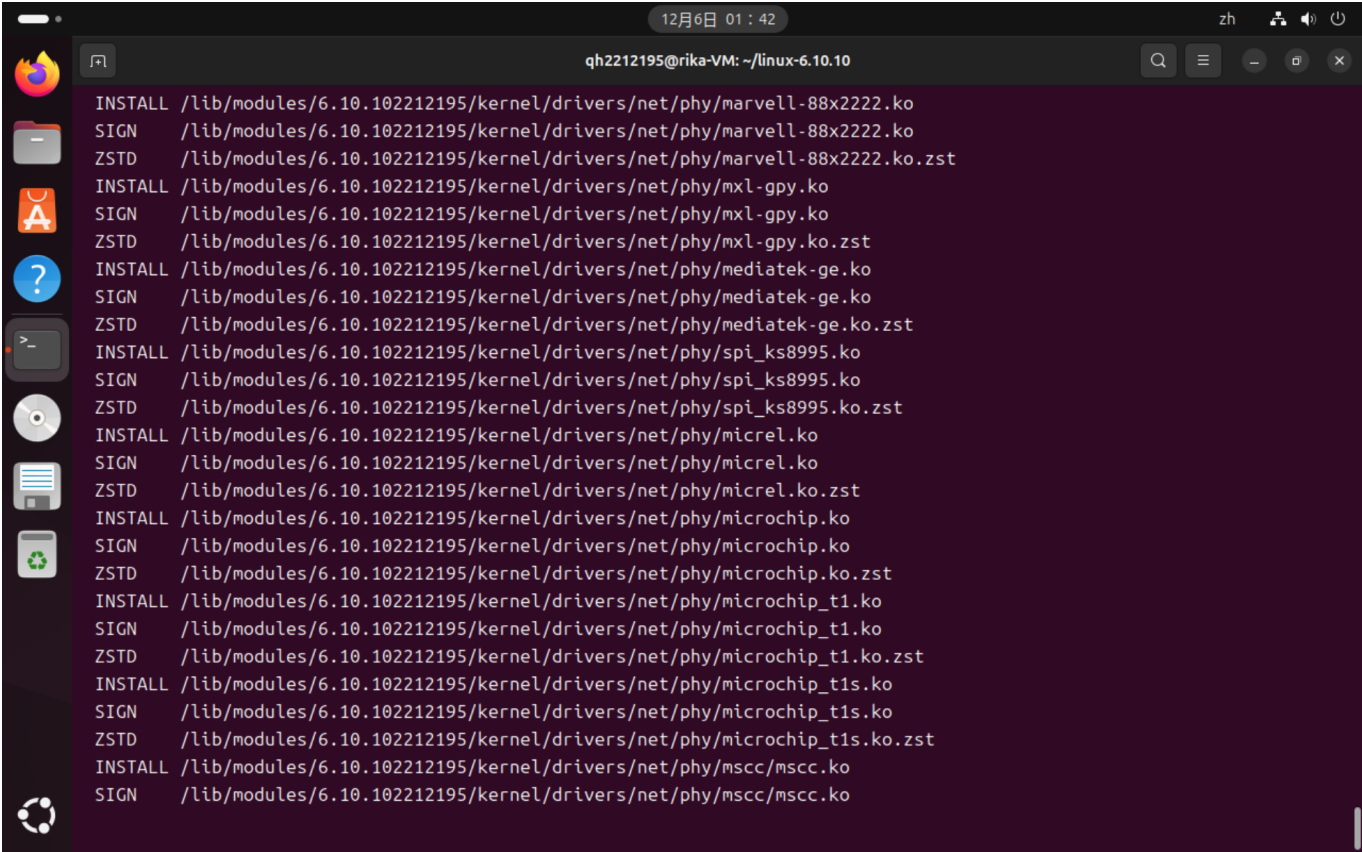 12月6日 01：42
zh
qh2212195@rika-VM: ~/linux-6.10.10
INSTALL /lib/modules/6.10.102212195/kernel/drivers/net/phy/marvell-88x2222.ko
SIGN /lib/modules/6.10.102212195/kernel/drivers/net/phy/marvell-88x2222.ko
ZSTD /lib/modules/6.10.102212195/kernel/drivers/net/phy/marvell-88x2222.ko.zst
INSTALL /lib/modules/6.10.102212195/kernel/drivers/net/phy/mxl-gpy.ko
SIGN /lib/modules/6.10.102212195/kernel/drivers/net/phy/mxl-gpy.ko
ZSTD /lib/modules/6.10.102212195/kernel/drivers/net/phy/mxl-gpy.ko.zst
INSTALL /lib/modules/6.10.102212195/kernel/drivers/net/phy/mediatek-ge.ko
SIGN /lib/modules/6.10.102212195/kernel/drivers/net/phy/mediatek-ge.ko
ZSTD /lib/modules/6.10.102212195/kernel/drivers/net/phy/mediatek-ge.ko.zst
INSTALL /lib/modules/6.10.102212195/kernel/drivers/net/phy/spi_ks8995.ko
SIGN /lib/modules/6.10.102212195/kernel/drivers/net/phy/spi_ks8995.ko
ZSTD /lib/modules/6.10.102212195/kernel/drivers/net/phy/spi_ks8995.ko.zst
INSTALL /lib/modules/6.10.102212195/kernel/drivers/net/phy/micrel.ko
SIGN /lib/modules/6.10.102212195/kernel/drivers/net/phy/micrel.ko
ZSTD /lib/modules/6.10.102212195/kernel/drivers/net/phy/micrel.ko.zst
INSTALL /lib/modules/6.10.102212195/kernel/drivers/net/phy/microchip.ko
SIGN /lib/modules/6.10.102212195/kernel/drivers/net/phy/microchip.ko
ZSTD /lib/modules/6.10.102212195/kernel/drivers/net/phy/microchip.ko.zst
INSTALL /lib/modules/6.10.102212195/kernel/drivers/net/phy/microchip_t1.ko
SIGN /lib/modules/6.10.102212195/kernel/drivers/net/phy/microchip_t1.ko
ZSTD /lib/modules/6.10.102212195/kernel/drivers/net/phy/microchip_t1.ko.zst
INSTALL /lib/modules/6.10.102212195/kernel/drivers/net/phy/microchip_t1s.ko
SIGN /lib/modules/6.10.102212195/kernel/drivers/net/phy/microchip_t1s.ko
ZSTD /lib/modules/6.10.102212195/kernel/drivers/net/phy/microchip_t1s.ko.zst
INSTALL /lib/modules/6.10.102212195/kernel/drivers/net/phy/mscc/mscc.ko
SIGN /lib/modules/6.10.102212195/kernel/drivers/net/phy/mscc/mscc.ko